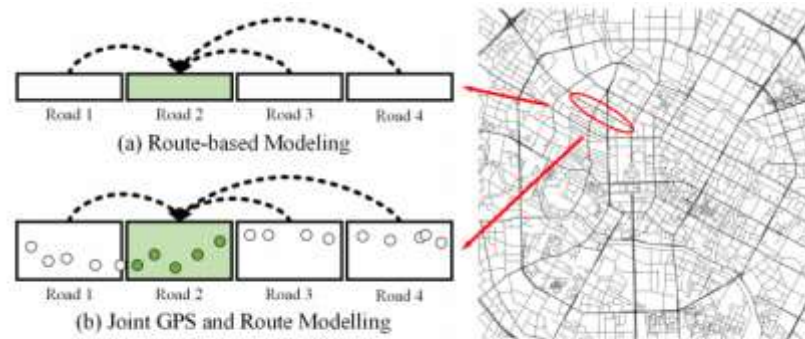 Road 1 Road 2 Road 3 Road 4
(a) Route-based Modeling
Road 1 Road 2 Road 3 Road 4
(b) Joint GPS and Route Modelling